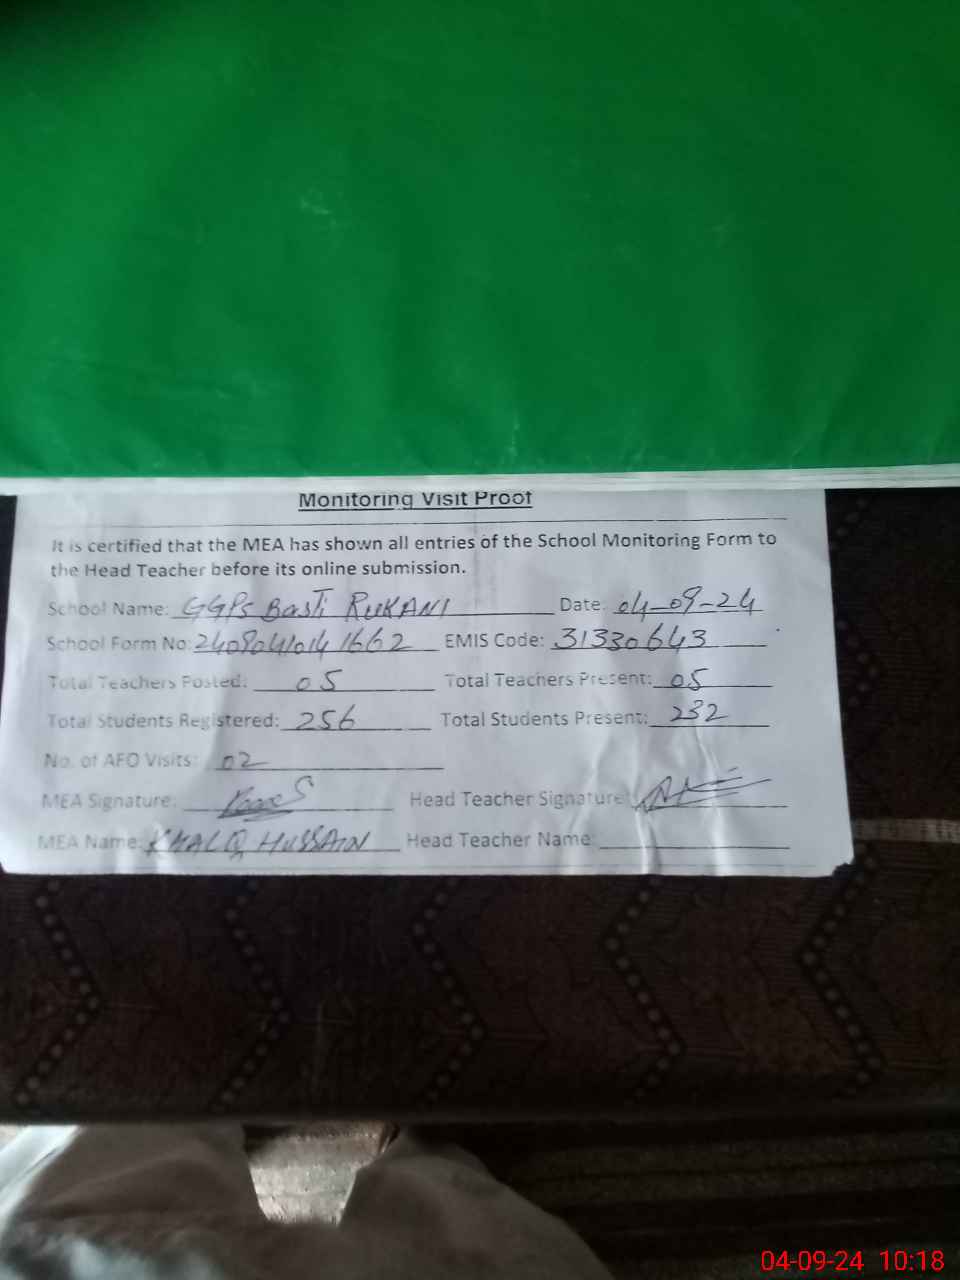 Monitoring Visit Proof
It is certified that the MEA has shown all entries of the School Monitoring Form to
the Head Teacher before its online submission.
School Name: GGPS Basti RUKANI Date: 04-09-24
School Form No: 24090410141662 EMIS Code: 31330643
Total Teachers Posted: 05 Total Teachers Present: 05
Total Students Registered: 256 Total Students Present: 232
No. of AFO Visits: 02
MEA Signature: Head Teacher Signature:
MEA Name: KHALIQ HUSSAIN Head Teacher Name:
04-09-24 10:18